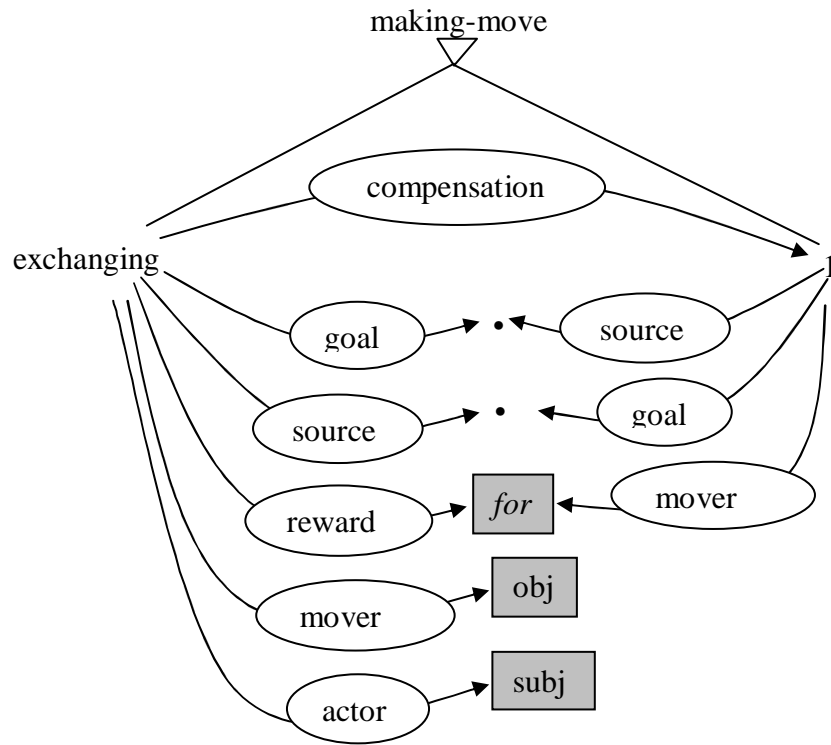 making-move
compensation
exchanging
1
goal
source
source
goal
reward
for
mover
mover
obj
actor
subj